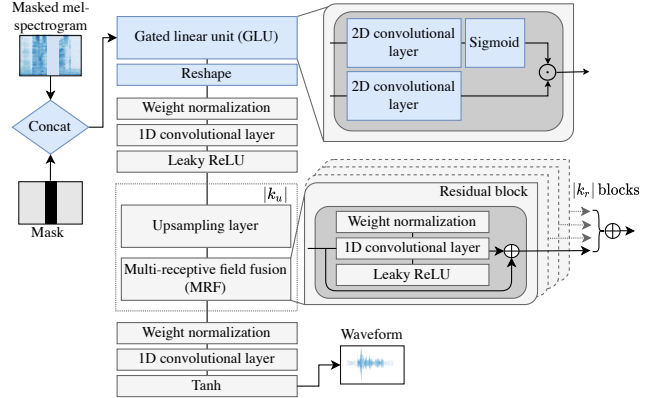 Masked mel-
spectrogram
Concat
Mask
Gated linear unit (GLU)
Reshape
Weight normalization
1D convolutional layer
Leaky ReLU
|k_u|
Upsampling layer
Multi-receptive field fusion
(MRF)
Weight normalization
1D convolutional layer
Tanh
2D convolutional
layer
Sigmoid
2D convolutional
layer
Residual block
Weight normalization
1D convolutional layer
Leaky ReLU
|k_r| blocks
Waveform